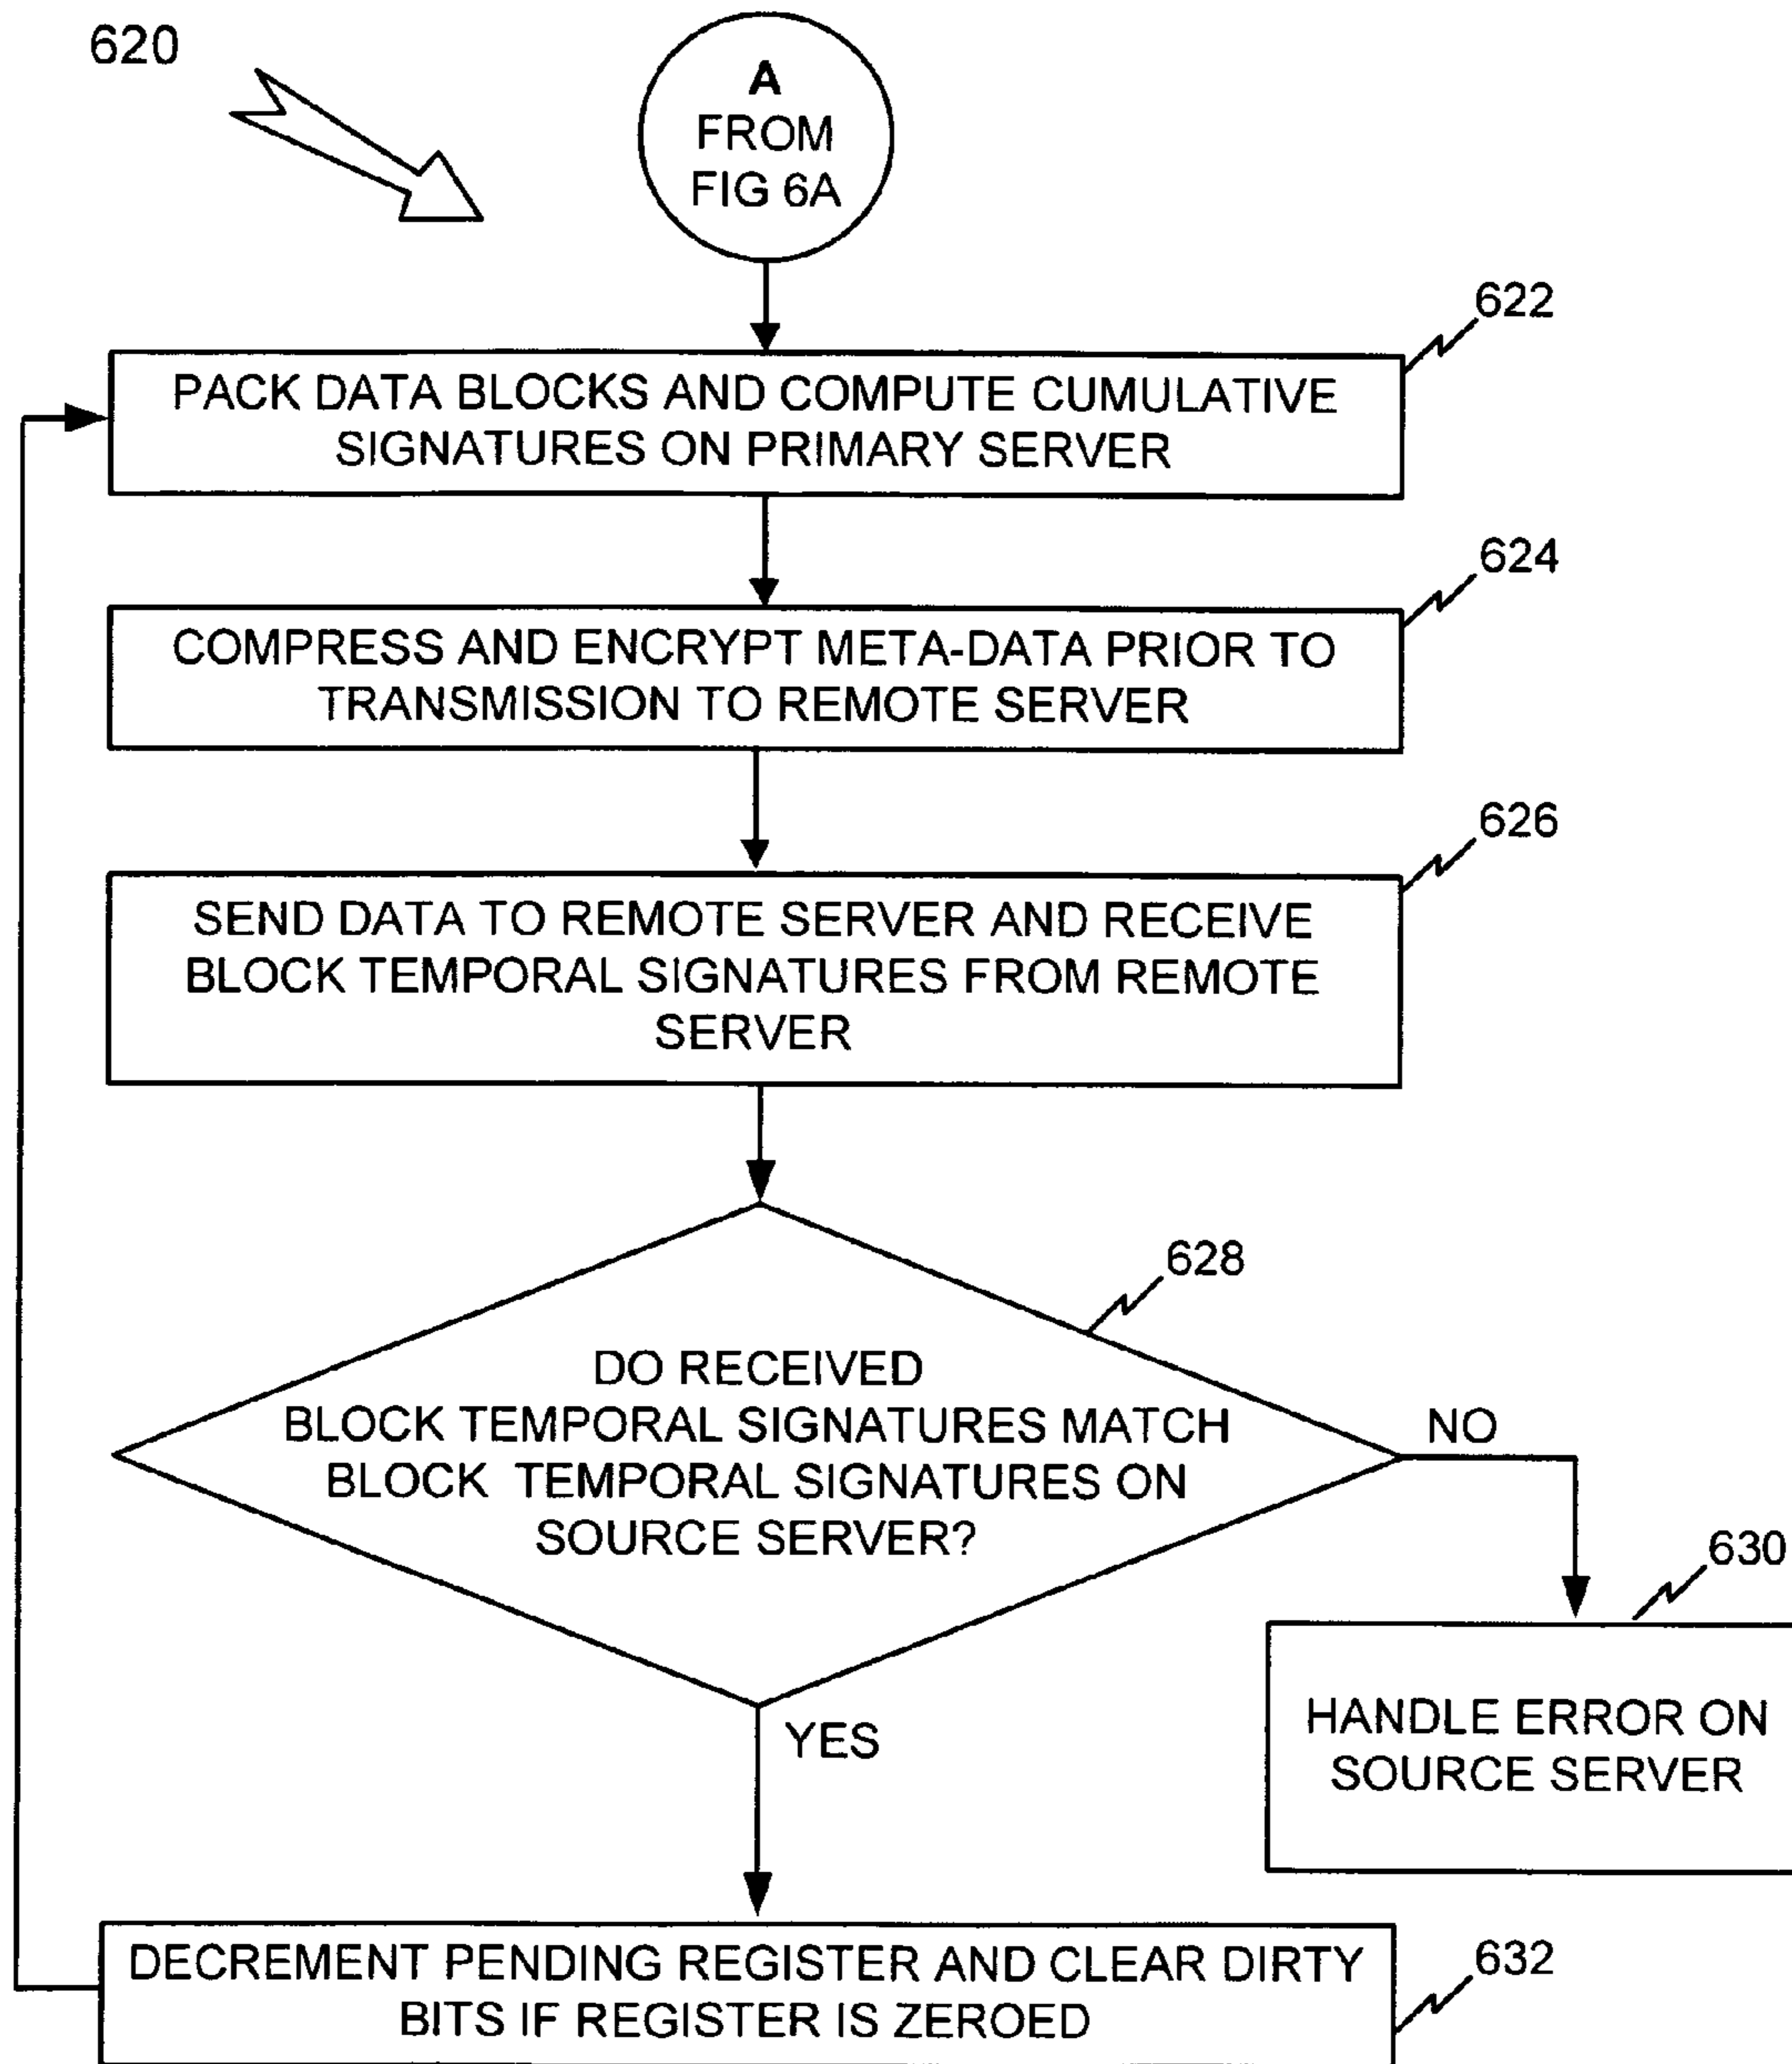 620
A
FROM
FIG 6A
622
PACK DATA BLOCKS AND COMPUTE CUMULATIVE
SIGNATURES ON PRIMARY SERVER
624
COMPRESS AND ENCRYPT META-DATA PRIOR TO
TRANSMISSION TO REMOTE SERVER
626
SEND DATA TO REMOTE SERVER AND RECEIVE
BLOCK TEMPORAL SIGNATURES FROM REMOTE
SERVER
628
DO RECEIVED
BLOCK TEMPORAL SIGNATURES MATCH
BLOCK TEMPORAL SIGNATURES ON
SOURCE SERVER?
NO
630
HANDLE ERROR ON
SOURCE SERVER
YES
632
DECREMENT PENDING REGISTER AND CLEAR DIRTY
BITS IF REGISTER IS ZEROED